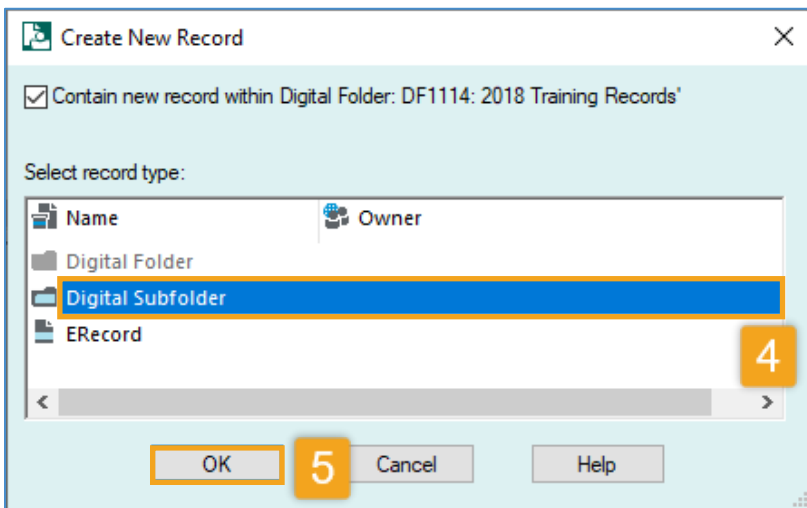 Create New Record
Contain new record within Digital Folder: DF1114: 2018 Training Records'
Select record type:
Name Owner
Digital Folder
Digital Subfolder
ERecord
4
OK 5 Cancel Help